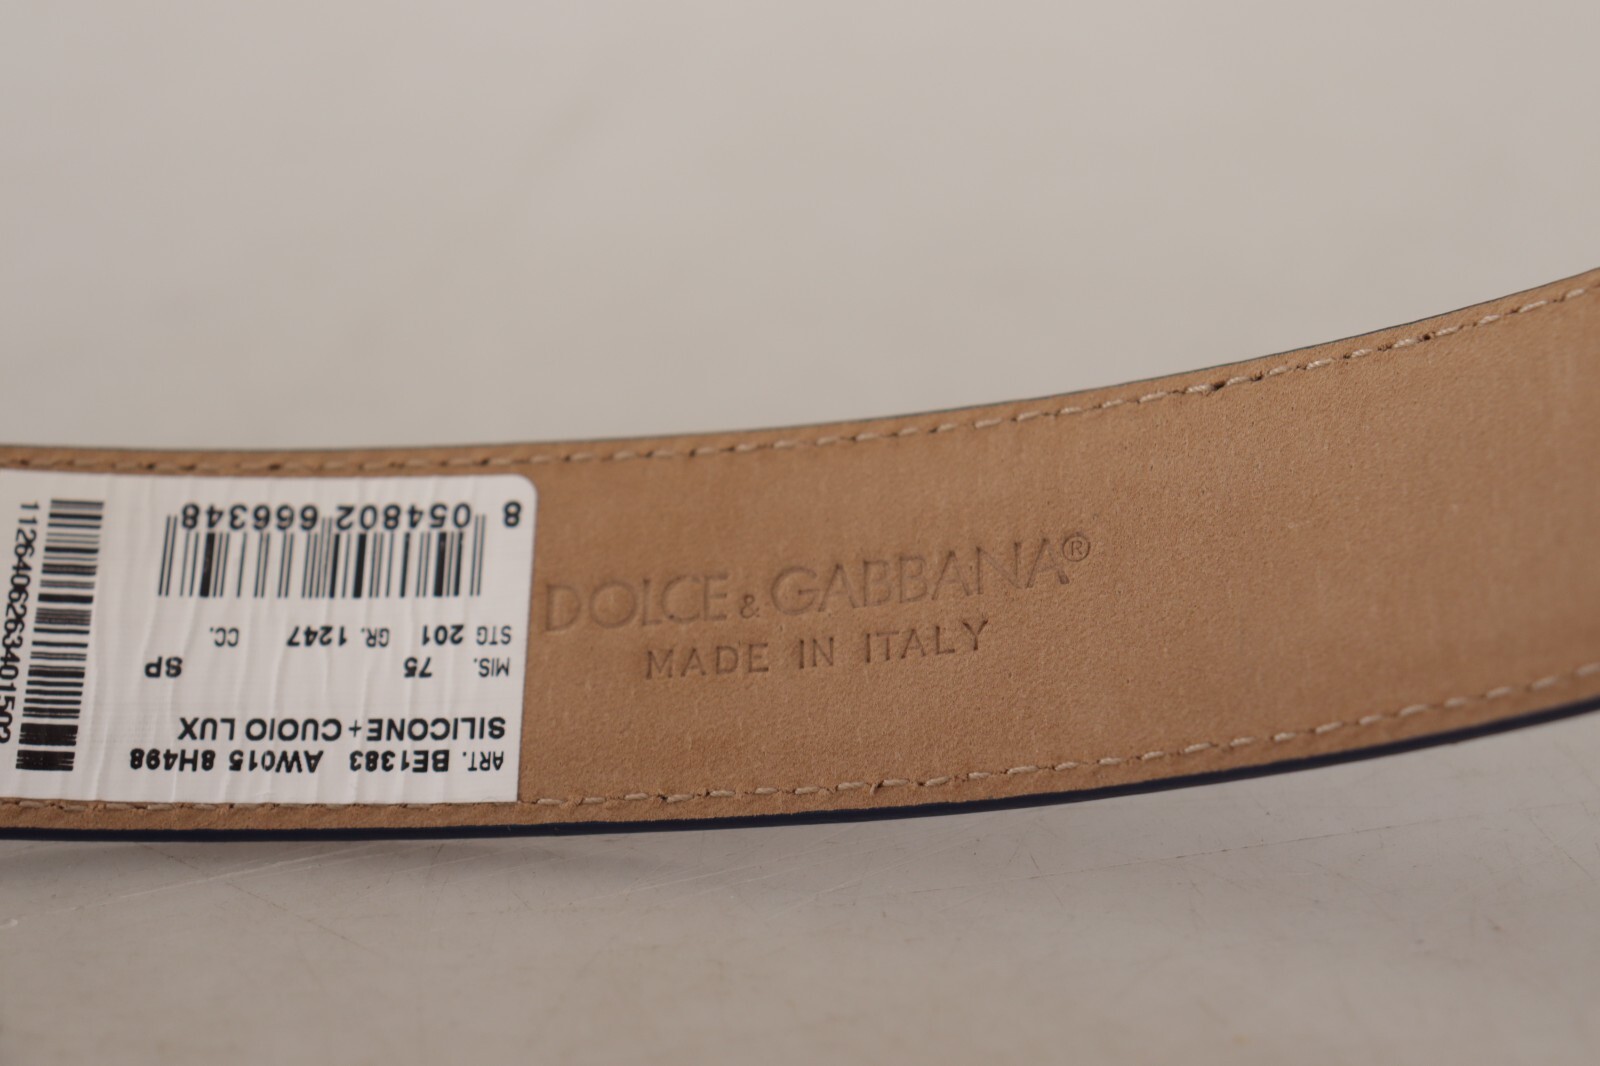 DOLCE & GABBANA®
MADE IN ITALY
ART. BE1383 AW015 8H498
SILICONE+CUOIO LUX
MIS. 75 SP
STG 201 GR. 1247 CC.
8 054802 666348
1126406263401502